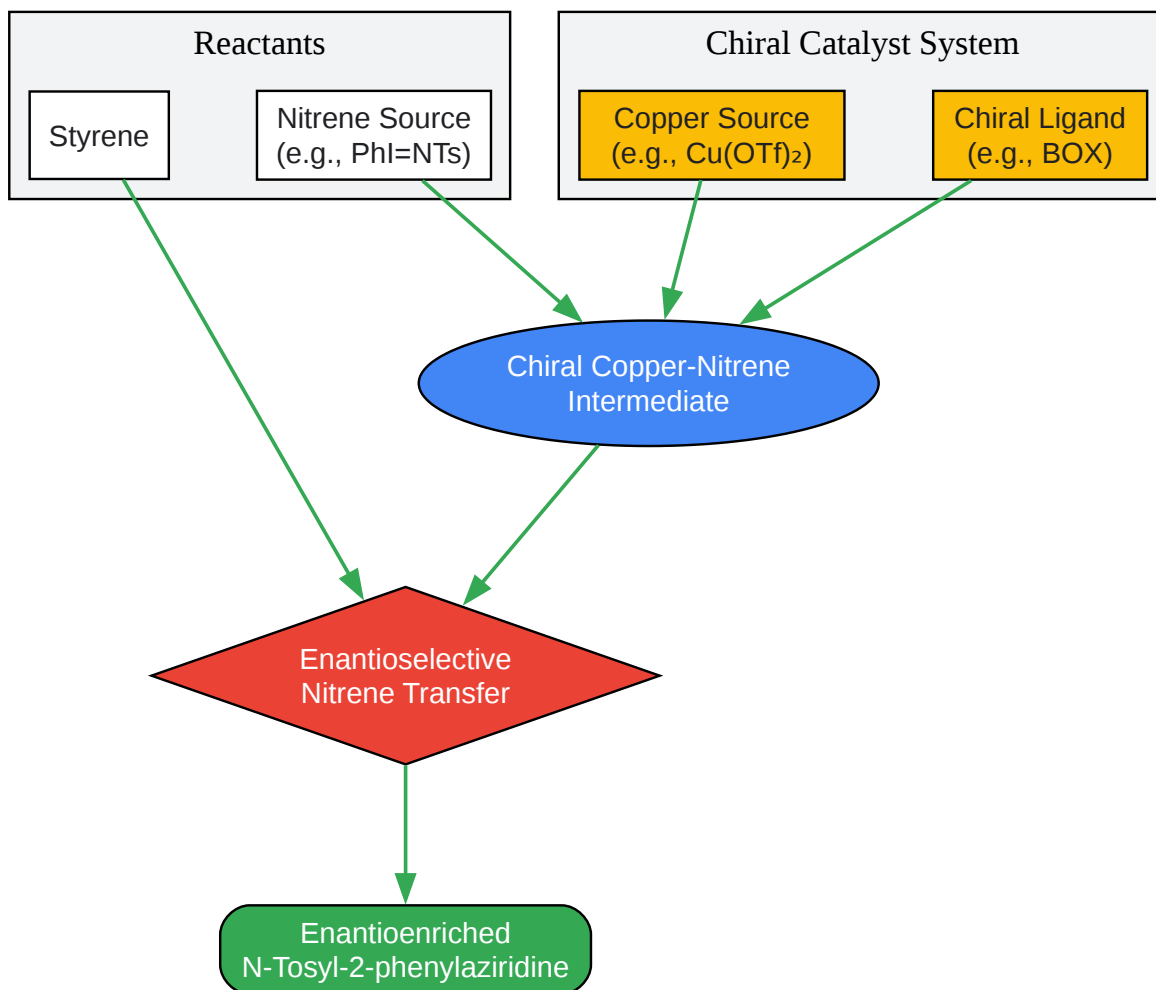 Reactants
Chiral Catalyst System
Styrene
Nitrene Source
(e.g., PhI=NTs)
Copper Source
(e.g., Cu(OTf)₂)
Chiral Ligand
(e.g., BOX)
Chiral Copper-Nitrene
Intermediate
Enantioselective
Nitrene Transfer
Enantioenriched
N-Tosyl-2-phenylaziridine